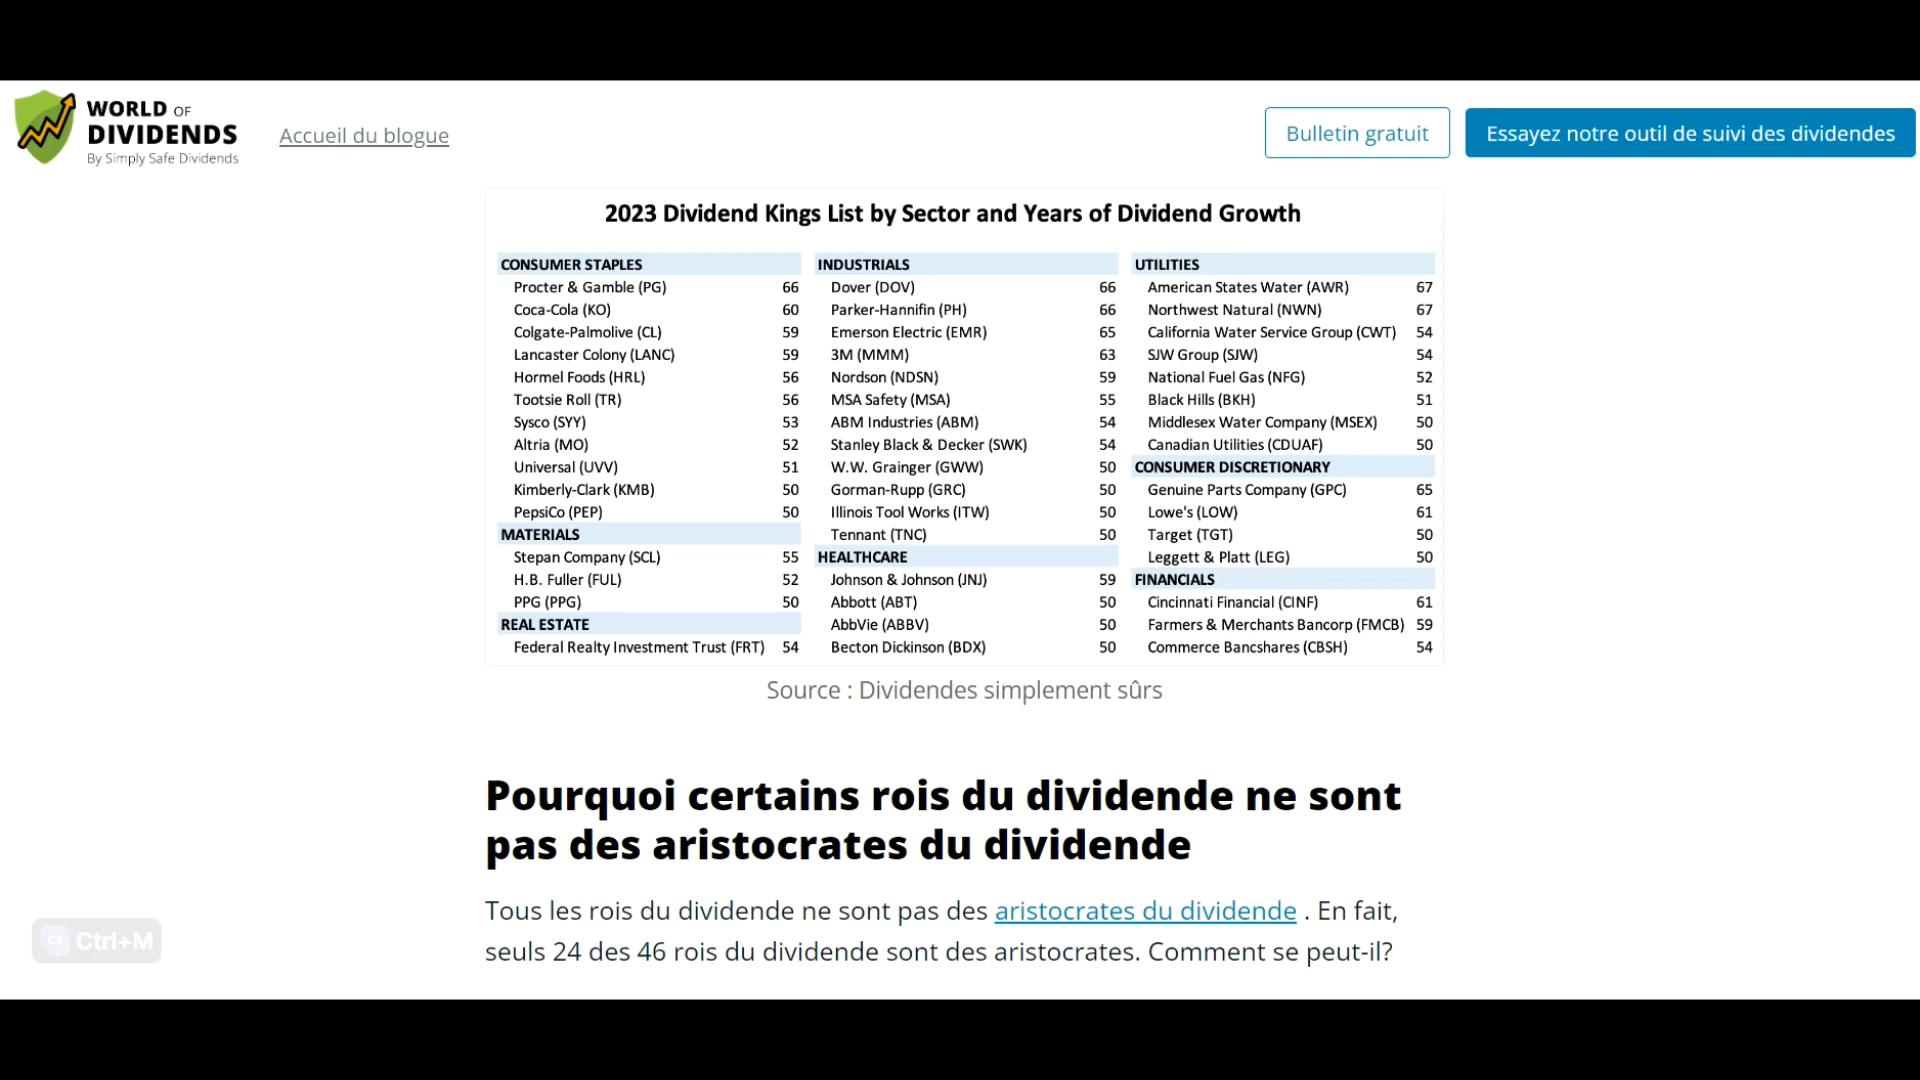 WORLD OF
DIVIDENDS
By Simply Safe Dividends
Accueil du blogue
Bulletin gratuit
Essayez notre outil de suivi des dividendes
2023 Dividend Kings List by Sector and Years of Dividend Growth
CONSUMER STAPLES
Procter & Gamble (PG) 66
Coca-Cola (KO) 60
Colgate-Palmolive (CL) 59
Lancaster Colony (LANC) 59
Hormel Foods (HRL) 56
Tootsie Roll (TR) 56
Sysco (SYY) 53
Altria (MO) 52
Universal (UVV) 51
Kimberly-Clark (KMB) 50
PepsiCo (PEP) 50
MATERIALS
Stepan Company (SCL) 55
H.B. Fuller (FUL) 52
PPG (PPG) 50
REAL ESTATE
Federal Realty Investment Trust (FRT) 54
INDUSTRIALS
Dover (DOV) 66
Parker-Hannifin (PH) 66
Emerson Electric (EMR) 65
3M (MMM) 63
Nordson (NDSN) 59
MSA Safety (MSA) 55
ABM Industries (ABM) 54
Stanley Black & Decker (SWK) 54
W.W. Grainger (GWW) 50
Gorman-Rupp (GRC) 50
Illinois Tool Works (ITW) 50
Tennant (TNC) 50
HEALTHCARE
Johnson & Johnson (JNJ) 59
Abbott (ABT) 50
AbbVie (ABBV) 50
Becton Dickinson (BDX) 50
UTILITIES
American States Water (AWR) 67
Northwest Natural (NWN) 67
California Water Service Group (CWT) 54
SJW Group (SJW) 54
National Fuel Gas (NFG) 52
Black Hills (BKH) 51
Middlesex Water Company (MSEX) 50
Canadian Utilities (CDUAF) 50
CONSUMER DISCRETIONARY
Genuine Parts Company (GPC) 65
Lowe's (LOW) 61
Target (TGT) 50
Leggett & Platt (LEG) 50
FINANCIALS
Cincinnati Financial (CINF) 61
Farmers & Merchants Bancorp (FMCB) 59
Commerce Bancshares (CBSH) 54
Source : Dividendes simplement sûrs
Pourquoi certains rois du dividende ne sont
pas des aristocrates du dividende
Tous les rois du dividende ne sont pas des aristocrates du dividende . En fait,
seuls 24 des 46 rois du dividende sont des aristocrates. Comment se peut-il?
Ctrl+M